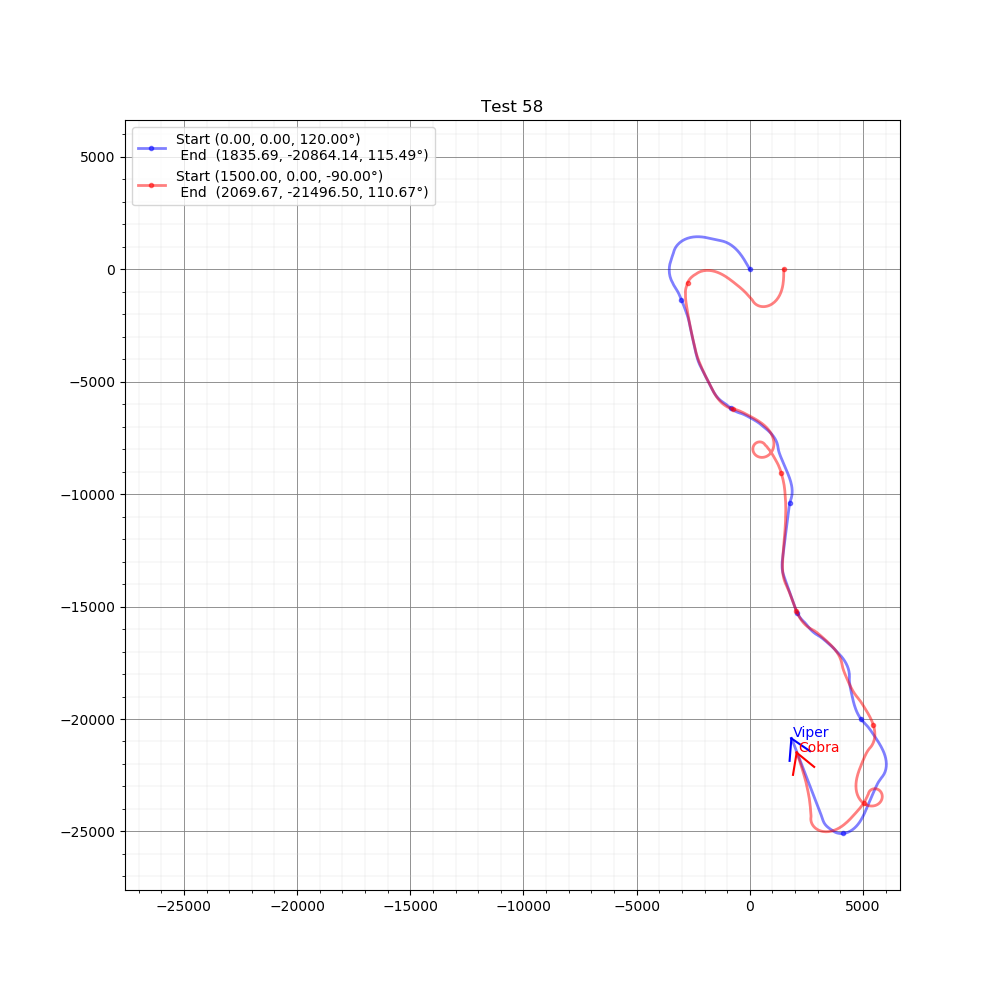 Test 58
Start (0.00, 0.00, 120.00°)
End (1835.69, -20864.14, 115.49°)
Start (1500.00, 0.00, -90.00°)
End (2069.67, -21496.50, 110.67°)
5000
0
−5000
−10000
−15000
−20000
−25000
Viper
Cobra
−25000
−20000
−15000
−10000
−5000
0
5000